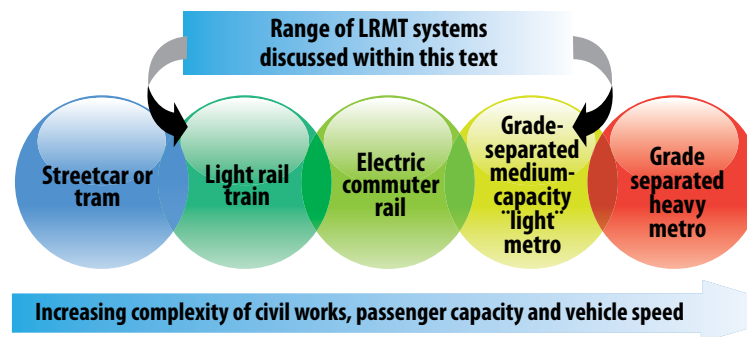 Range of LRMT systems
discussed within this text
Streetcar or
tram
Light rail
train
Electric
commuter
rail
Grade-
separated
medium-
capacity
¨light¨
metro
Grade
separated
heavy
metro
Increasing complexity of civil works, passenger capacity and vehicle speed